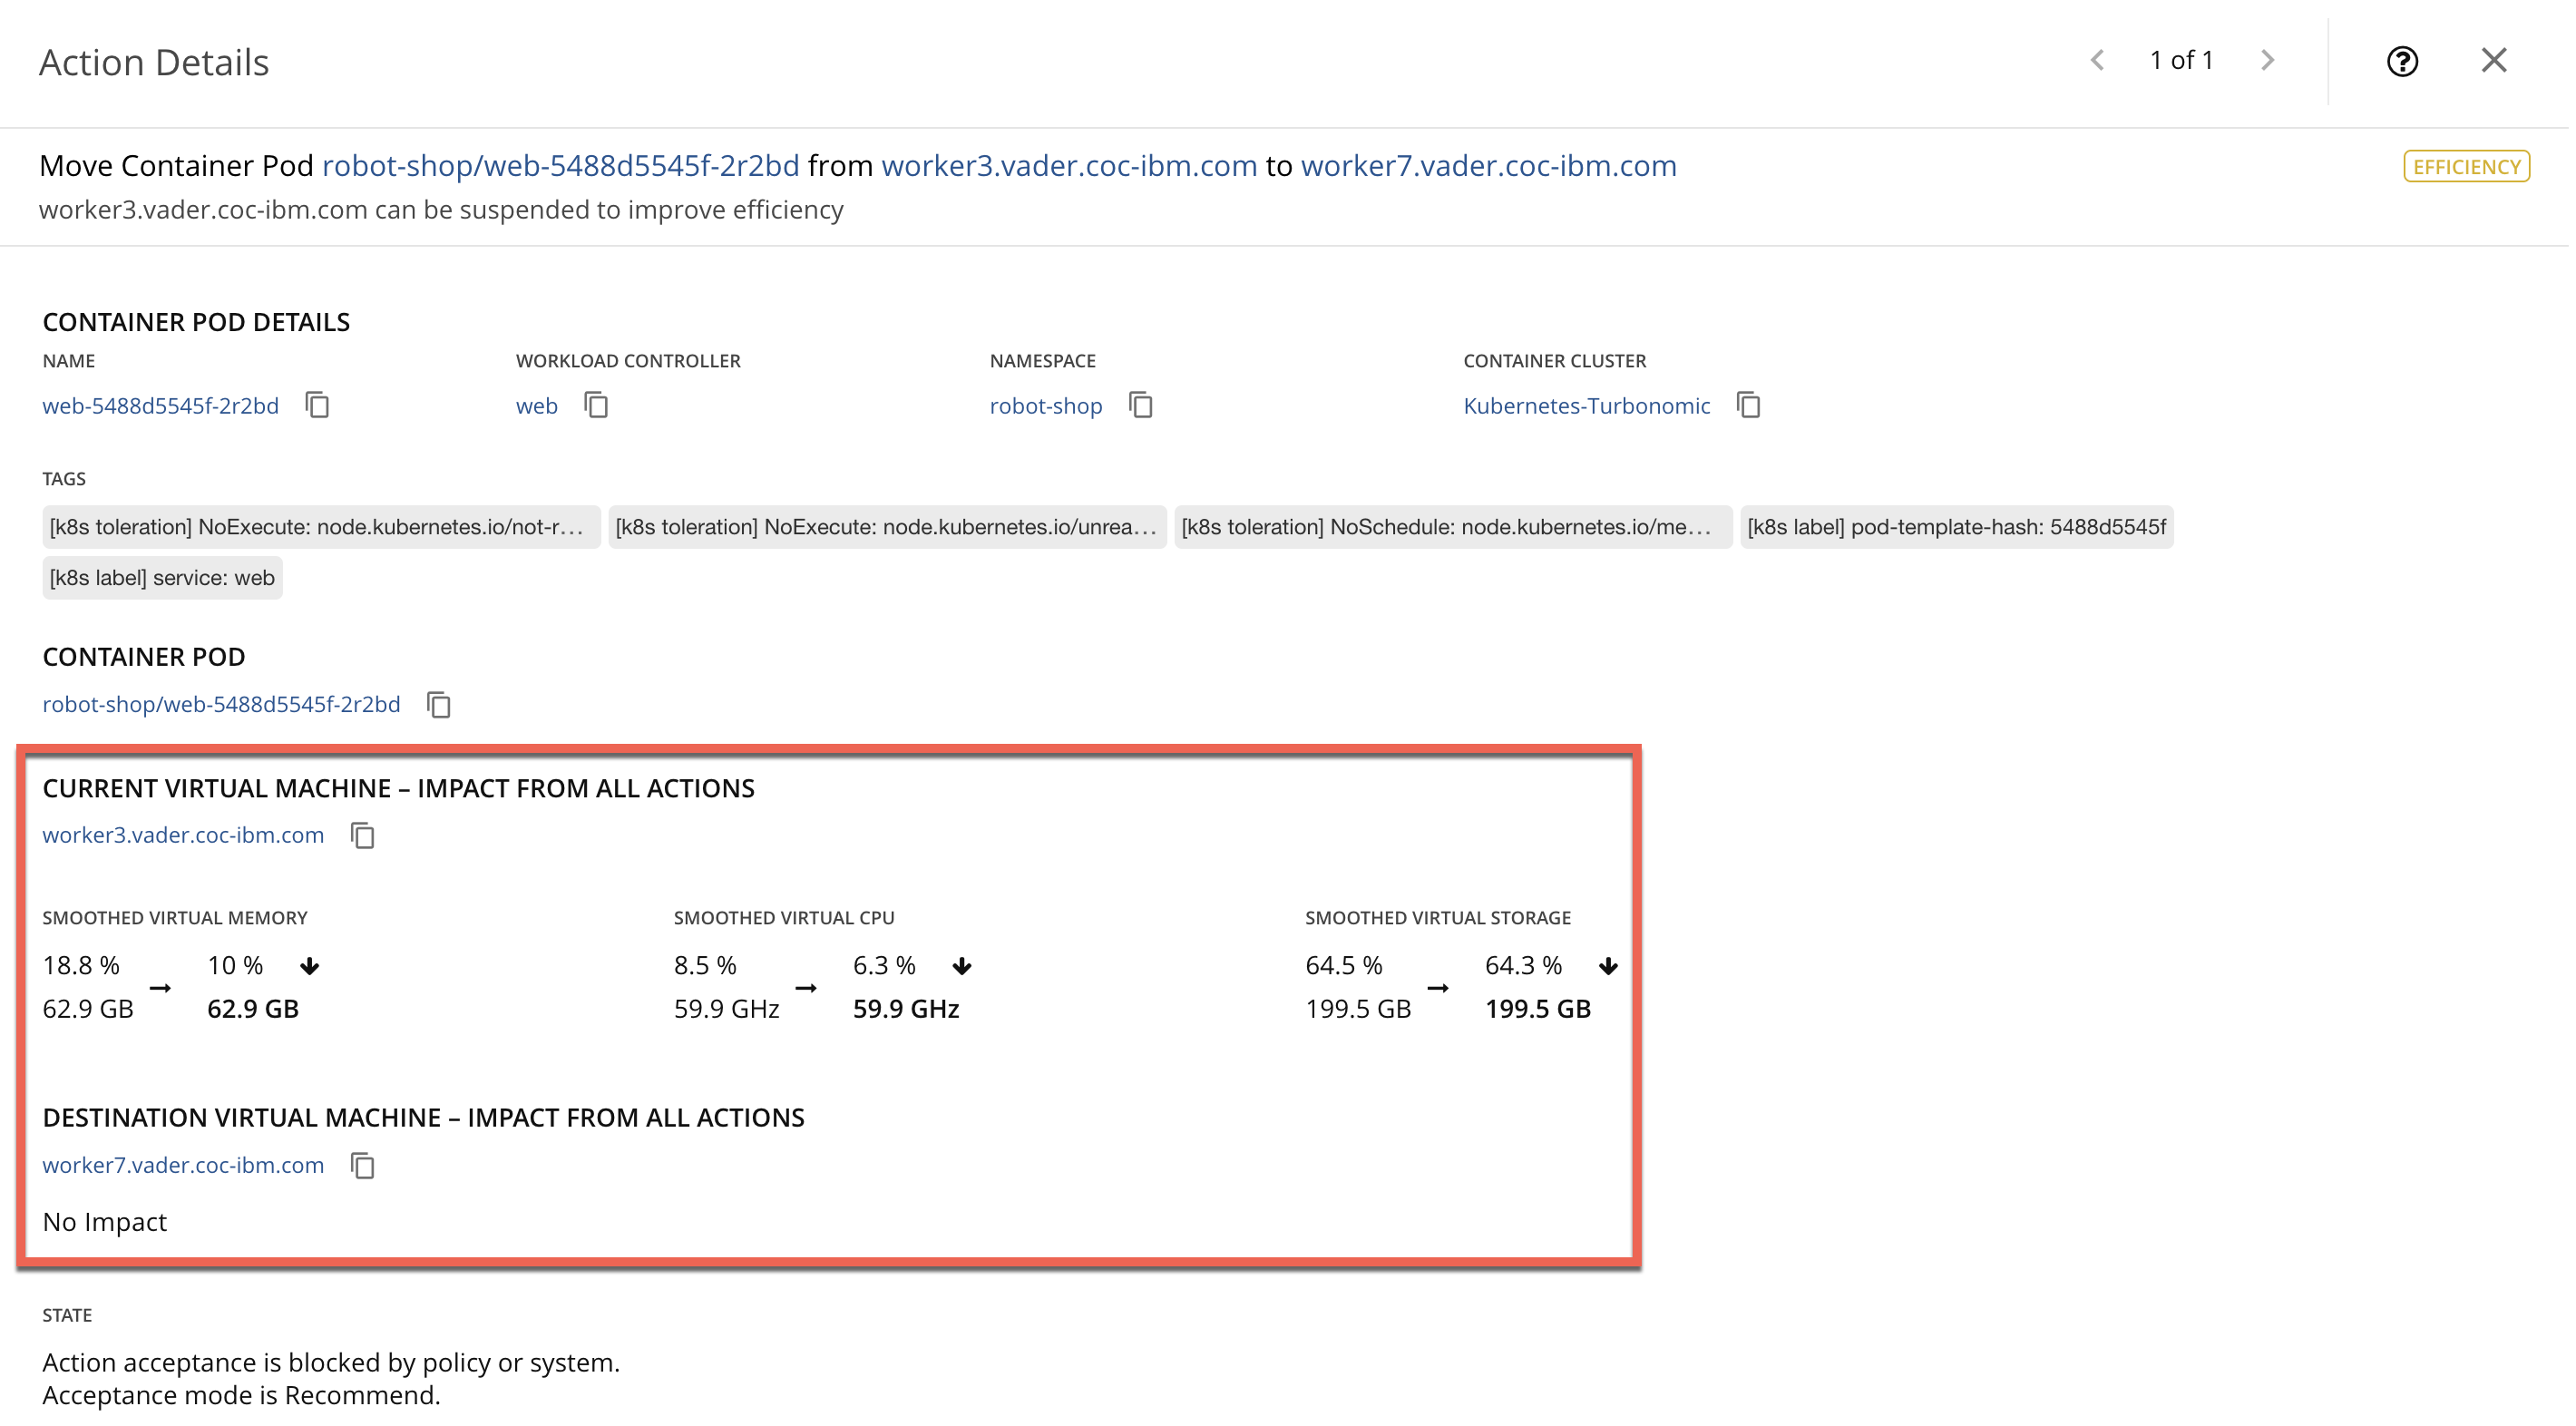 Action Details
1 of 1
Move Container Pod robot-shop/web-5488d5545f-2r2bd from worker3.vader.coc-ibm.com to worker7.vader.coc-ibm.com
EFFICIENCY
worker3.vader.coc-ibm.com can be suspended to improve efficiency
CONTAINER POD DETAILS
NAME WORKLOAD CONTROLLER NAMESPACE CONTAINER CLUSTER
web-5488d5545f-2r2bd web robot-shop Kubernetes-Turbonomic
TAGS
[k8s toleration] NoExecute: node.kubernetes.io/not-r... [k8s toleration] NoExecute: node.kubernetes.io/unrea... [k8s toleration] NoSchedule: node.kubernetes.io/me... [k8s label] pod-template-hash: 5488d5545f
[k8s label] service: web
CONTAINER POD
robot-shop/web-5488d5545f-2r2bd
CURRENT VIRTUAL MACHINE – IMPACT FROM ALL ACTIONS
worker3.vader.coc-ibm.com
SMOOTHED VIRTUAL MEMORY SMOOTHED VIRTUAL CPU SMOOTHED VIRTUAL STORAGE
18.8 % → 10 % ↓ 8.5 % → 6.3 % ↓ 64.5 % → 64.3 % ↓
62.9 GB 62.9 GB 59.9 GHz 59.9 GHz 199.5 GB 199.5 GB
DESTINATION VIRTUAL MACHINE – IMPACT FROM ALL ACTIONS
worker7.vader.coc-ibm.com
No Impact
STATE
Action acceptance is blocked by policy or system.
Acceptance mode is Recommend.